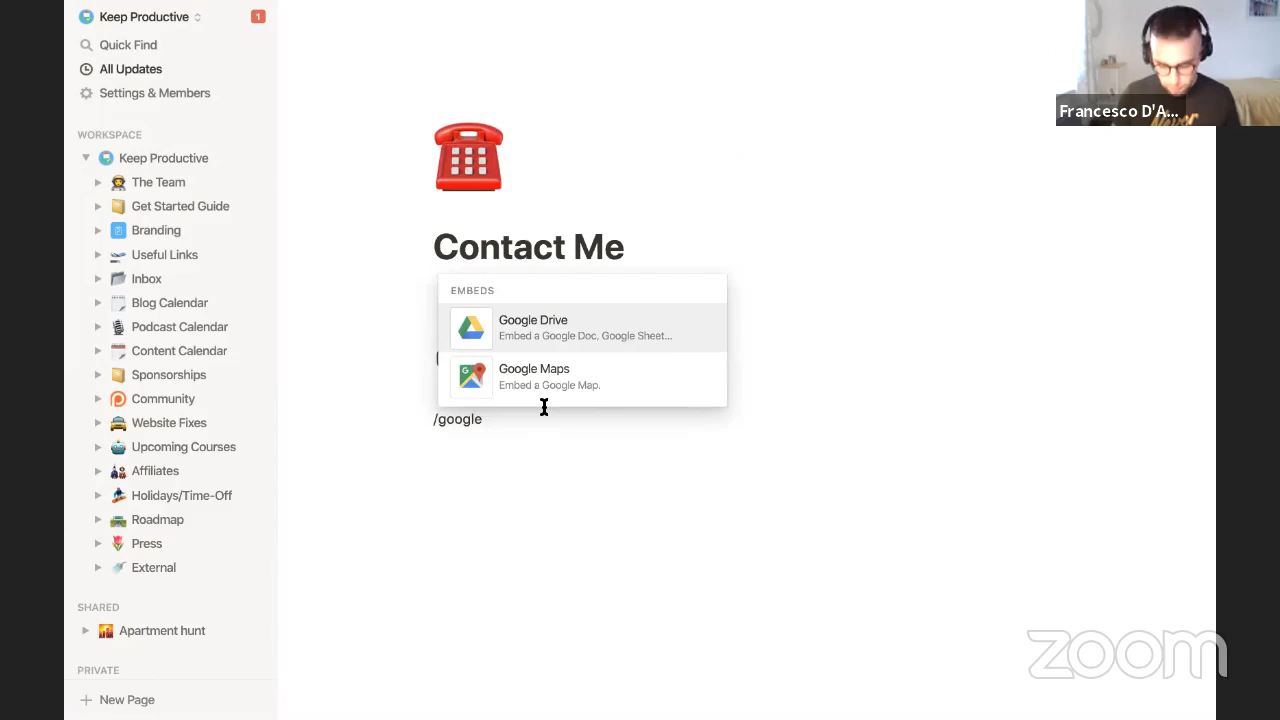 Keep Productive
1
Quick Find
All Updates
Settings & Members
WORKSPACE
Keep Productive
The Team
Get Started Guide
Branding
Useful Links
Inbox
Blog Calendar
Podcast Calendar
Content Calendar
Sponsorships
Community
Website Fixes
Upcoming Courses
Affiliates
Holidays/Time-Off
Roadmap
Press
External
SHARED
Apartment hunt
PRIVATE
New Page
Contact Me
EMBEDS
Google Drive
Embed a Google Doc, Google Sheet...
Google Maps
Embed a Google Map.
/google
Francesco D'A...
zoom